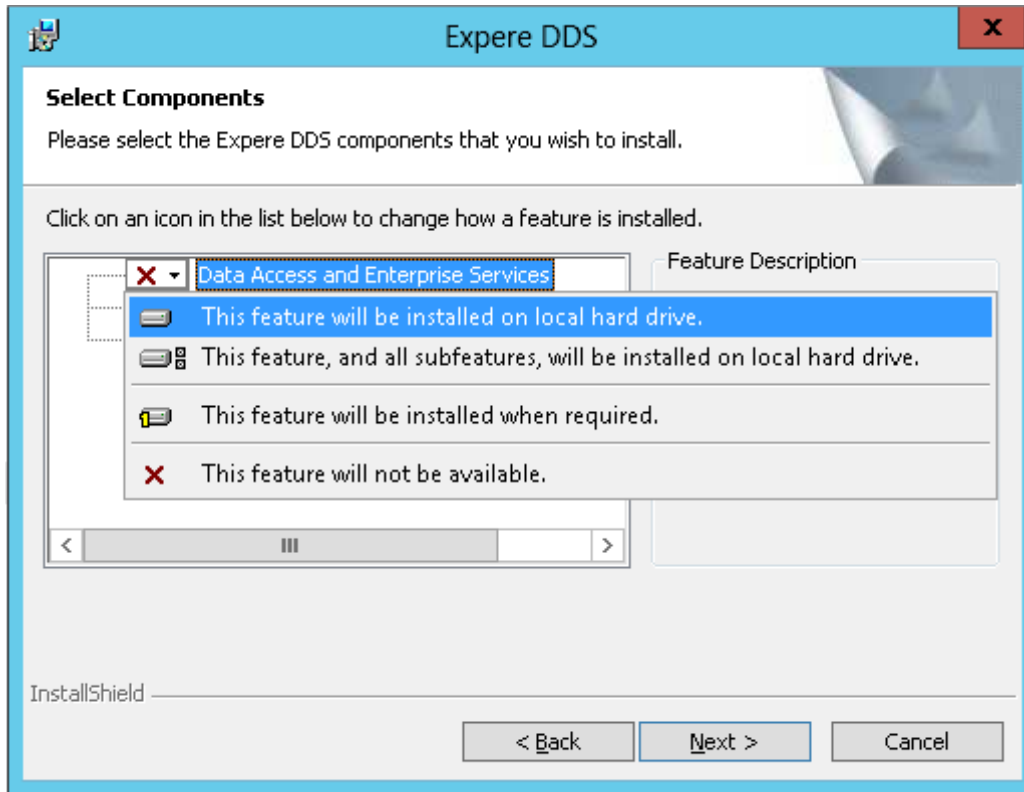 Expere DDS
X
Select Components
Please select the Expere DDS components that you wish to install.
Click on an icon in the list below to change how a feature is installed.
Data Access and Enterprise Services
Feature Description
This feature will be installed on local hard drive.
This feature, and all subfeatures, will be installed on local hard drive.
This feature will be installed when required.
This feature will not be available.
InstallShield
< Back
Next >
Cancel